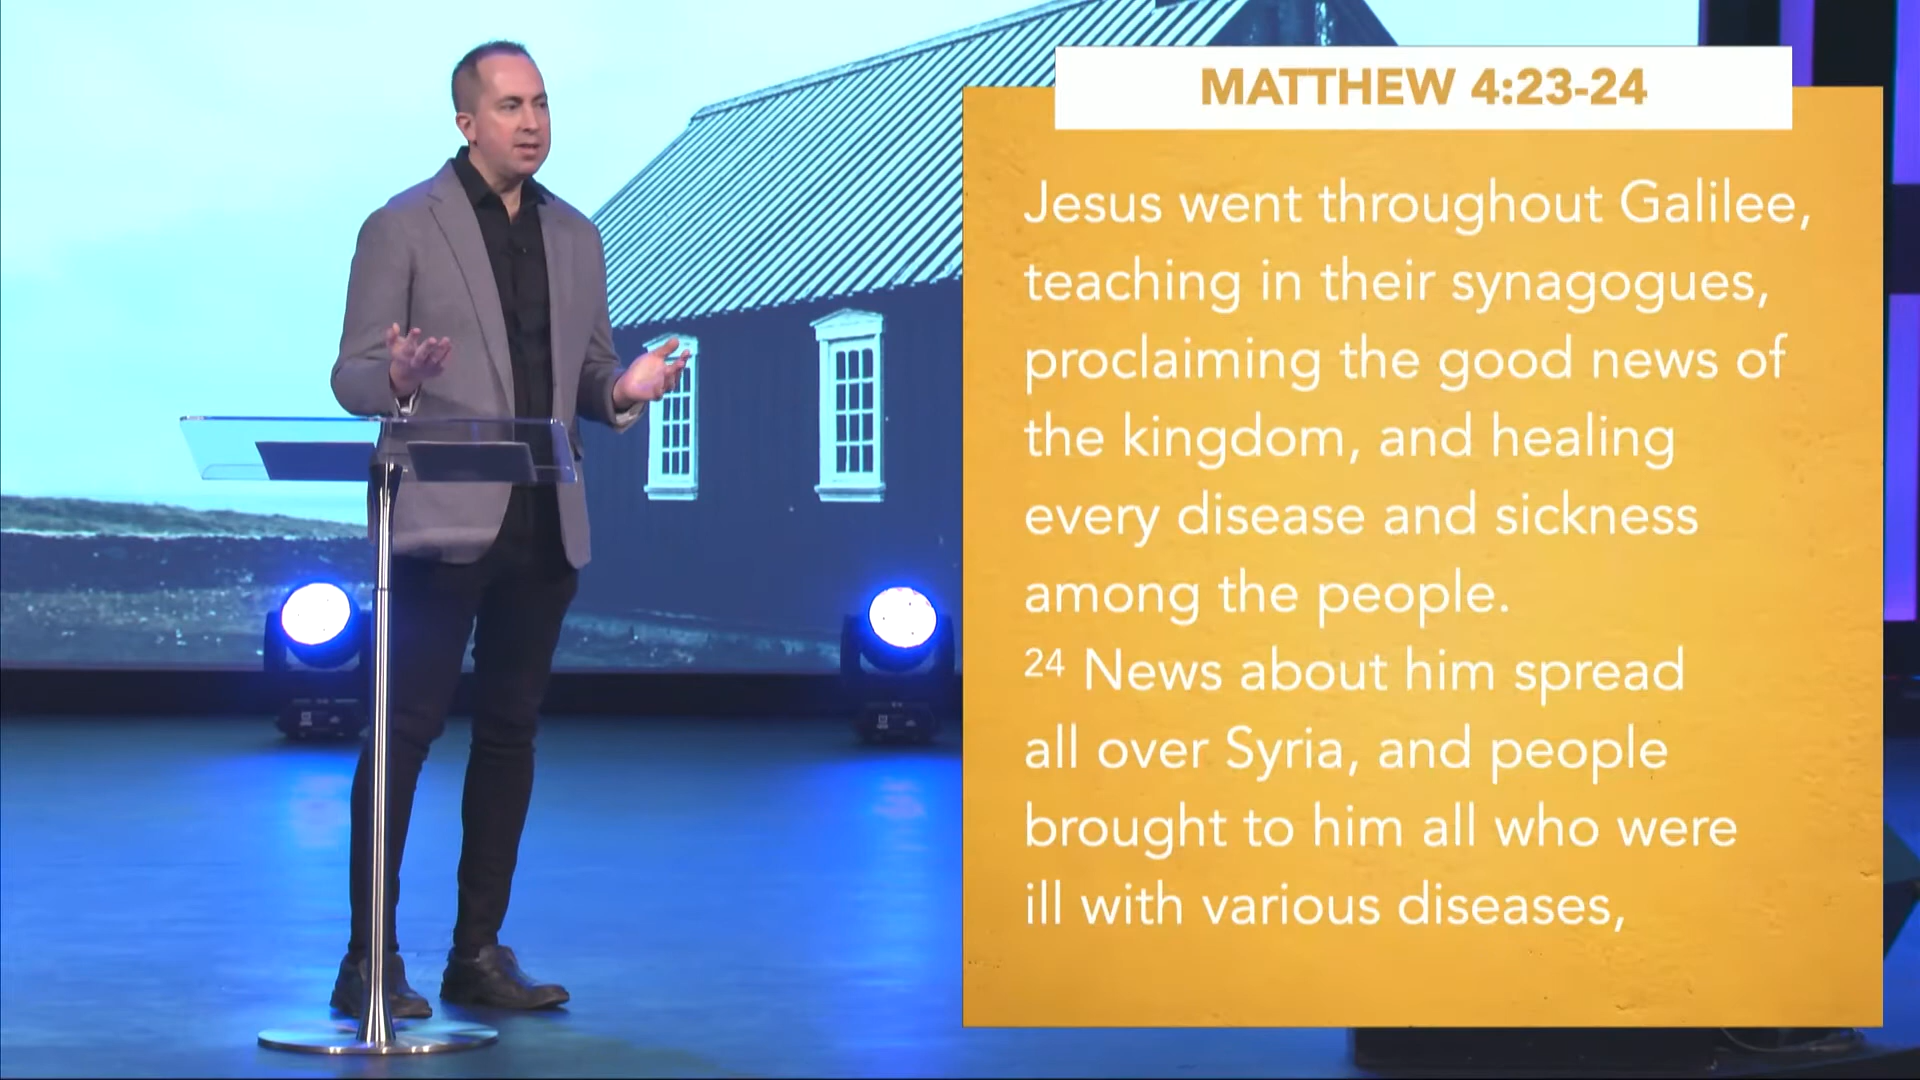 MATTHEW 4:23-24
Jesus went throughout Galilee,
teaching in their synagogues,
proclaiming the good news of
the kingdom, and healing
every disease and sickness
among the people.
24 News about him spread
all over Syria, and people
brought to him all who were
ill with various diseases,